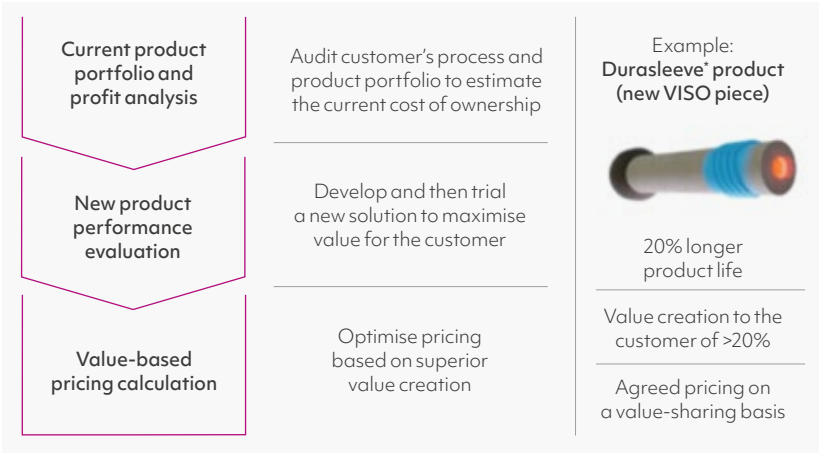 Current product
portfolio and
profit analysis
Audit customer's process and
product portfolio to estimate
the current cost of ownership
New product
performance
evaluation
Develop and then trial
a new solution to maximise
value for the customer
Value-based
pricing calculation
Optimise pricing
based on superior
value creation
Example:
Durasleeve* product
(new VISO piece)
20% longer
product life
Value creation to the
customer of >20%
Agreed pricing on
a value-sharing basis